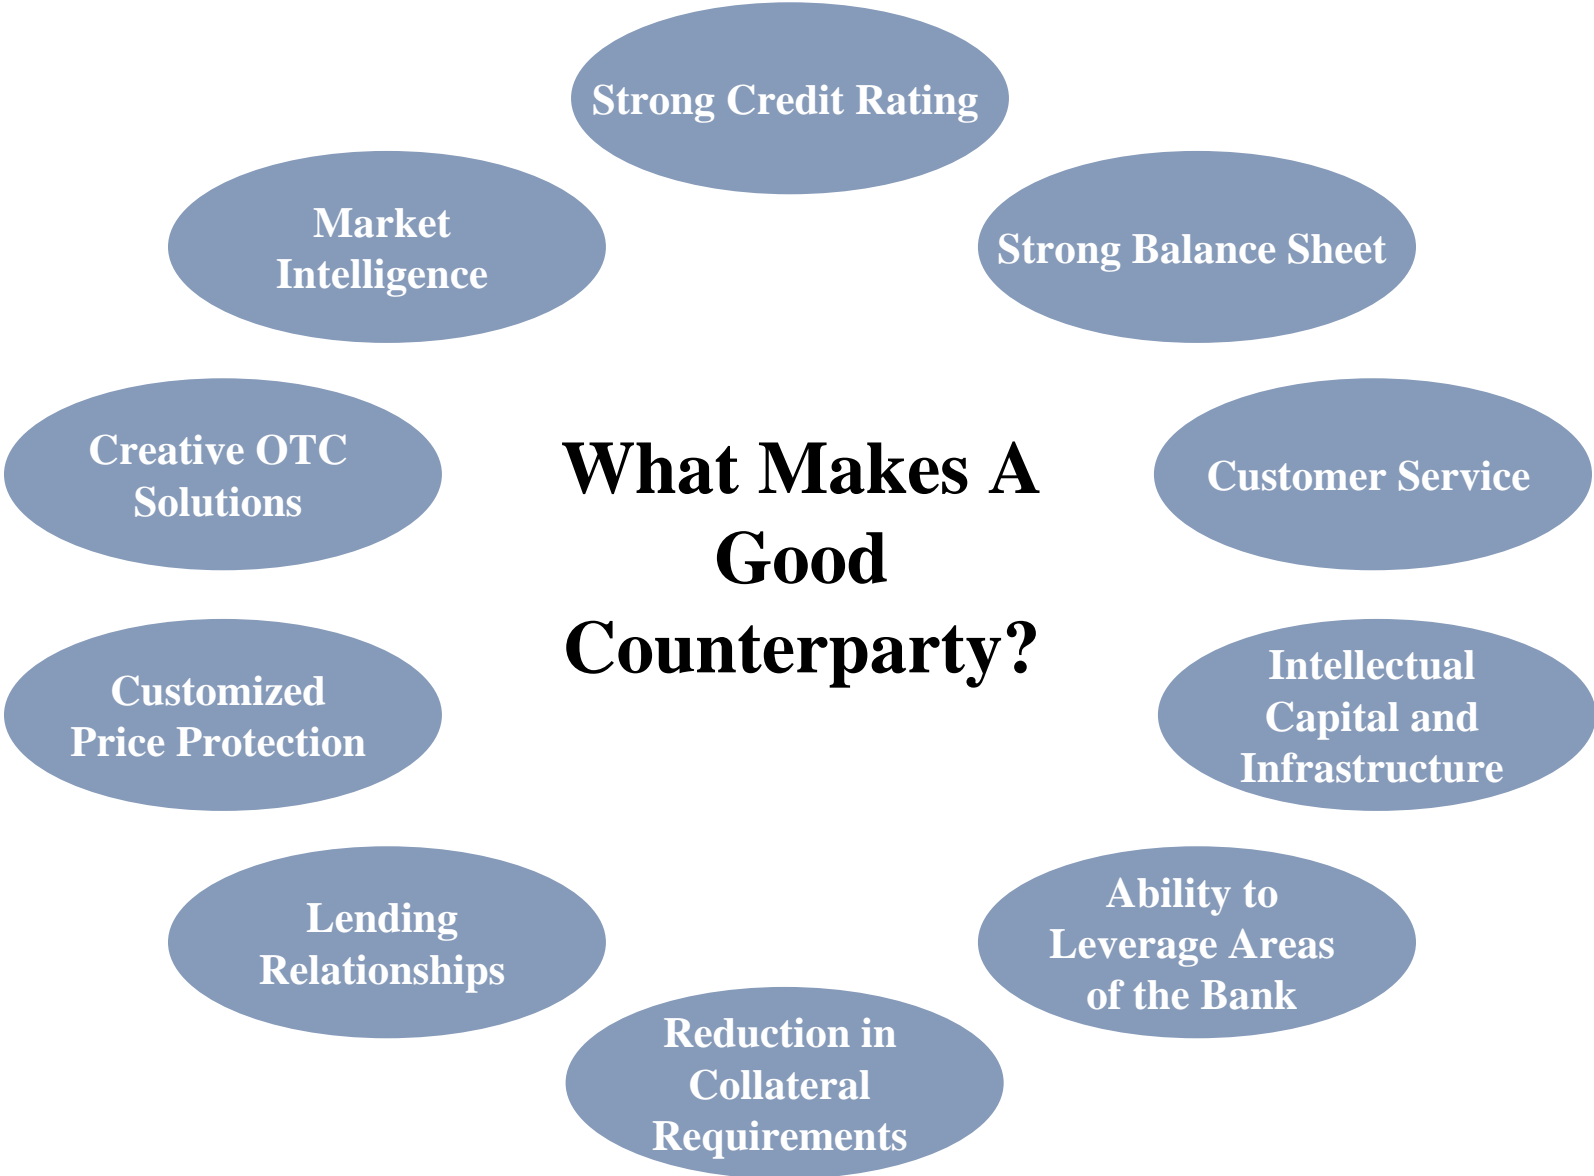 Strong Credit Rating
Market
Intelligence
Strong Balance Sheet
Creative OTC
Solutions
What Makes A
Good
Counterparty?
Customer Service
Customized
Price Protection
Intellectual
Capital and
Infrastructure
Lending
Relationships
Ability to
Leverage Areas
of the Bank
Reduction in
Collateral
Requirements